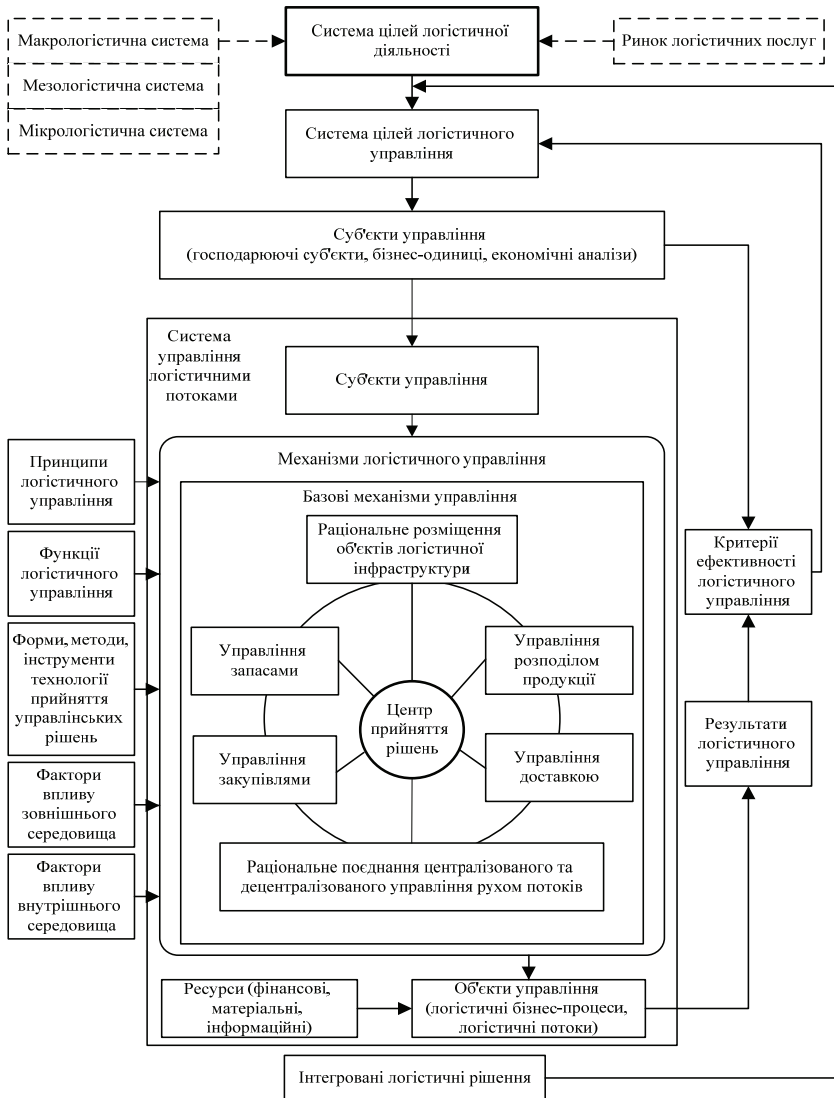 Макрологістична система
Мезологістична система
Мікрологістична система
Система цілей логістичної
діяльності
Ринок логістичних послуг
Система цілей логістичного
управління
Суб'єкти управління
(господарюючі суб'єкти, бізнес-одиниці, економічні аналізи)
Система
управління
логістичними
потоками
Суб'єкти управління
Принципи
логістичного
управління
Функції
логістичного
управління
Форми, методи,
інструменти
технології
прийняття
управлінських
рішень
Фактори
впливу
зовнішнього
середовища
Фактори
впливу
внутрішнього
середовища
Механізми логістичного управління
Базові механізми управління
Раціональне розміщення
об'єктів логістичної
інфраструктури
Управління
запасами
Управління
розподілом
продукції
Центр
прийняття
рішень
Управління
закупівлями
Управління
доставкою
Раціональне поєднання централізованого та
децентралізованого управління рухом потоків
Критерії
ефективності
логістичного
управління
Результати
логістичного
управління
Ресурси (фінансові,
матеріальні,
інформаційні)
Об'єкти управління
(логістичні бізнес-процеси,
логістичні потоки)
Інтегровані логістичні рішення